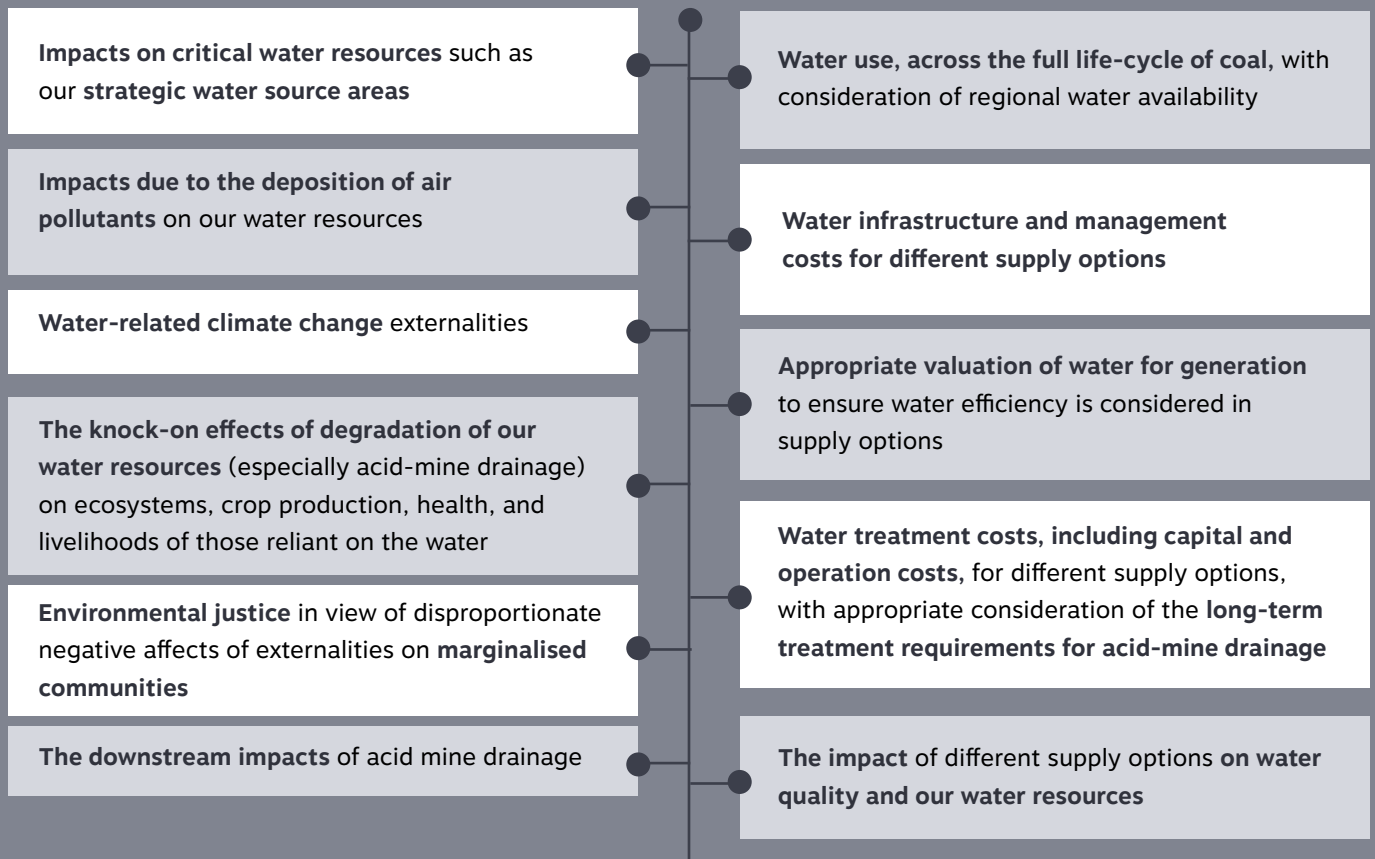 Impacts on critical water resources such as
our strategic water source areas
Impacts due to the deposition of air
pollutants on our water resources
Water-related climate change externalities
The knock-on effects of degradation of our
water resources (especially acid-mine drainage)
on ecosystems, crop production, health, and
livelihoods of those reliant on the water
Environmental justice in view of disproportionate
negative affects of externalities on marginalised
communities
The downstream impacts of acid mine drainage
Water use, across the full life-cycle of coal, with
consideration of regional water availability
Water infrastructure and management
costs for different supply options
Appropriate valuation of water for generation
to ensure water efficiency is considered in
supply options
Water treatment costs, including capital and
operation costs, for different supply options,
with appropriate consideration of the long-term
treatment requirements for acid-mine drainage
The impact of different supply options on water
quality and our water resources